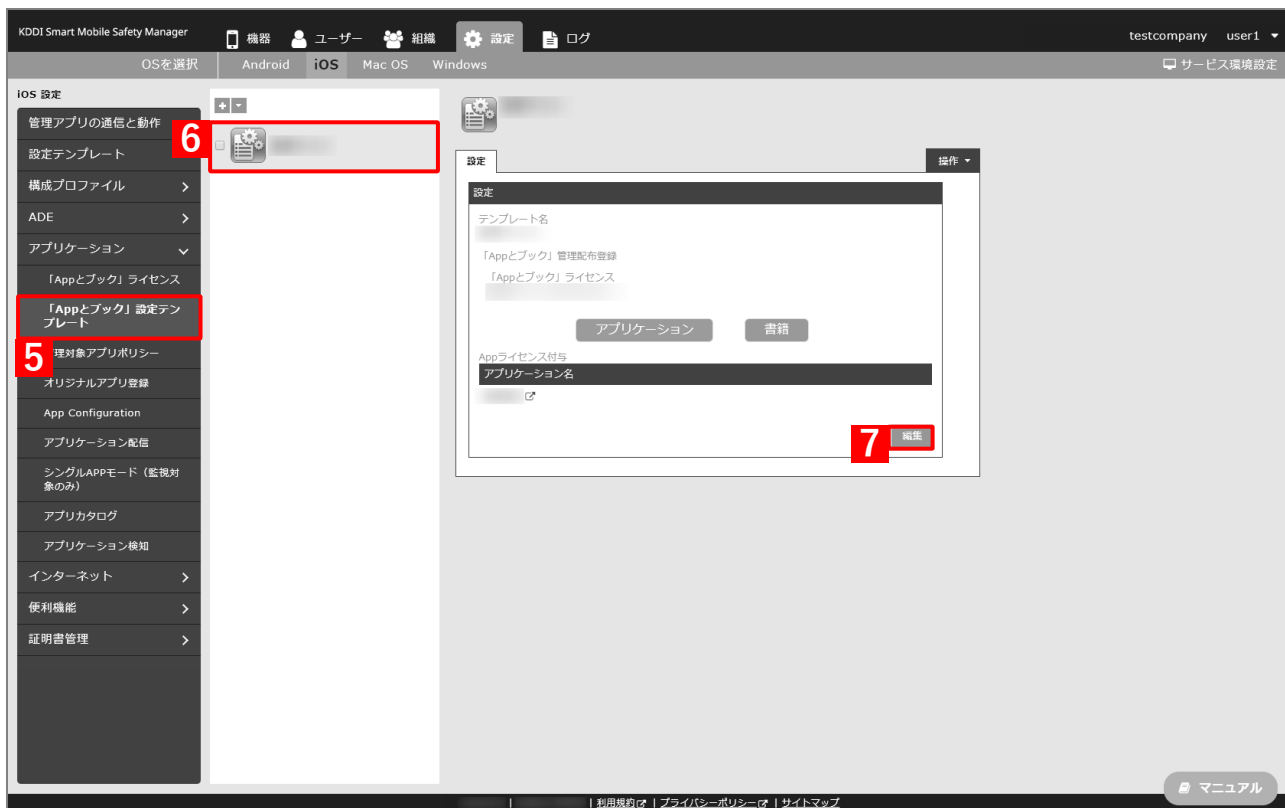 KDDI Smart Mobile Safety Manager
機器
ユーザー
組織
設定
ログ
testcompany user1
OSを選択
Android
iOS
Mac OS
Windows
サービス環境設定
iOS 設定
管理アプリの通信と動作
設定テンプレート
構成プロファイル
ADE
アプリケーション
「Appとブック」ライセンス
「Appとブック」設定テン
プレート
5
理対象アプリポリシー
オリジナルアプリ登録
App Configuration
アプリケーション配信
シングルAPPモード（監視対
象のみ）
アプリカタログ
アプリケーション検知
インターネット
便利機能
証明書管理
6
設定
操作
設定
テンプレート名
「Appとブック」管理配布登録
「Appとブック」ライセンス
アプリケーション
書籍
Appライセンス付与
アプリケーション名
7
編集
マニュアル
| | 利用規約 | プライバシーポリシー | サイトマップ